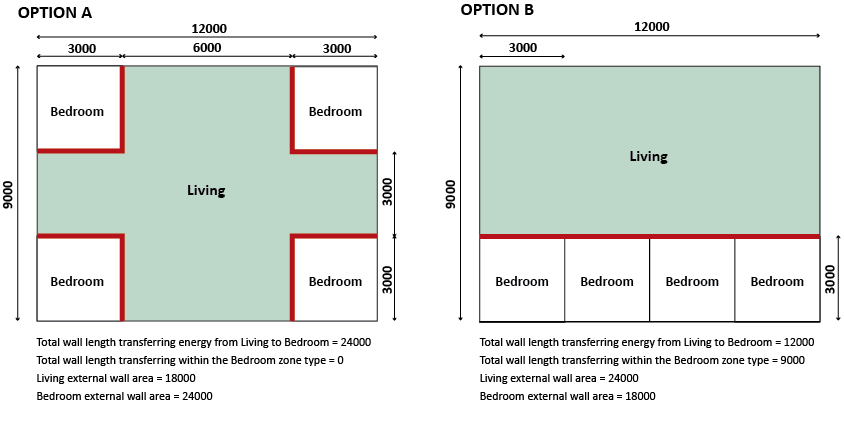 OPTION A
12000
3000 6000 3000
Bedroom Bedroom
9000
Living
3000
Bedroom Bedroom
3000
Total wall length transferring energy from Living to Bedroom = 24000
Total wall length transferring within the Bedroom zone type = 0
Living external wall area = 18000
Bedroom external wall area = 24000
OPTION B
12000
3000
Living
9000
Bedroom Bedroom Bedroom Bedroom
3000
Total wall length transferring energy from Living to Bedroom = 12000
Total wall length transferring within the Bedroom zone type = 9000
Living external wall area = 24000
Bedroom external wall area = 18000